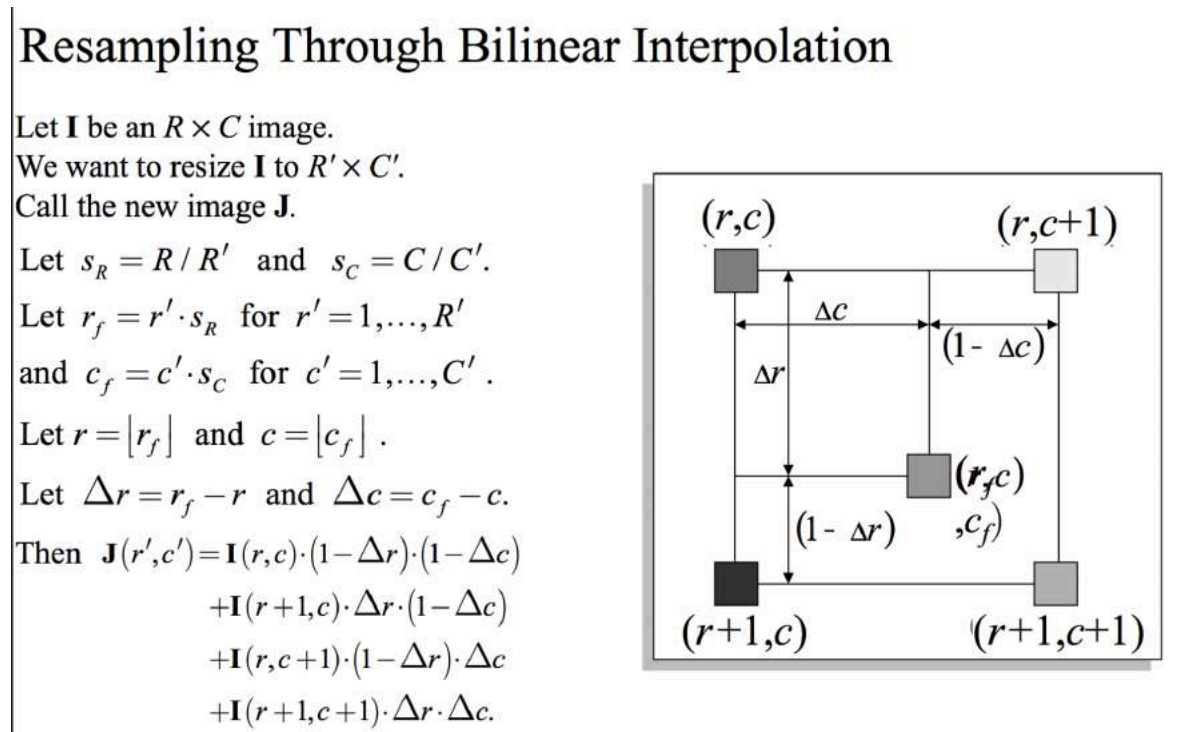 Resampling Through Bilinear Interpolation
Let I be an R × C image.
We want to resize I to R′ × C′.
Call the new image J.
Let s_R = R / R′ and s_C = C / C′.
Let r_f = r′ · s_R for r′ = 1,…, R′
and c_f = c′ · s_C for c′ = 1,…, C′ .
Let r = ⌊r_f⌋ and c = ⌊c_f⌋ .
Let Δr = r_f − r and Δc = c_f − c.
Then J(r′,c′) = I(r,c)·(1−Δr)·(1−Δc)
+I(r+1,c)·Δr·(1−Δc)
+I(r,c+1)·(1−Δr)·Δc
+I(r+1,c+1)·Δr·Δc.
(r,c)
(r,c+1)
Δc
(1- Δc)
Δr
(r_f,c)
,c_f)
(1- Δr)
(r+1,c)
(r+1,c+1)